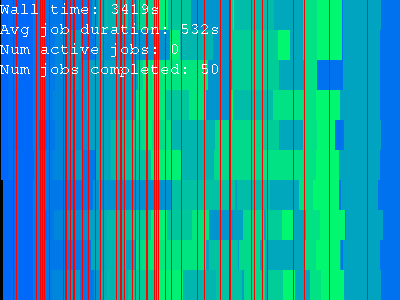 Wall time: 3419s
Avg job duration: 532s
Num active jobs: 0
Num jobs completed: 50